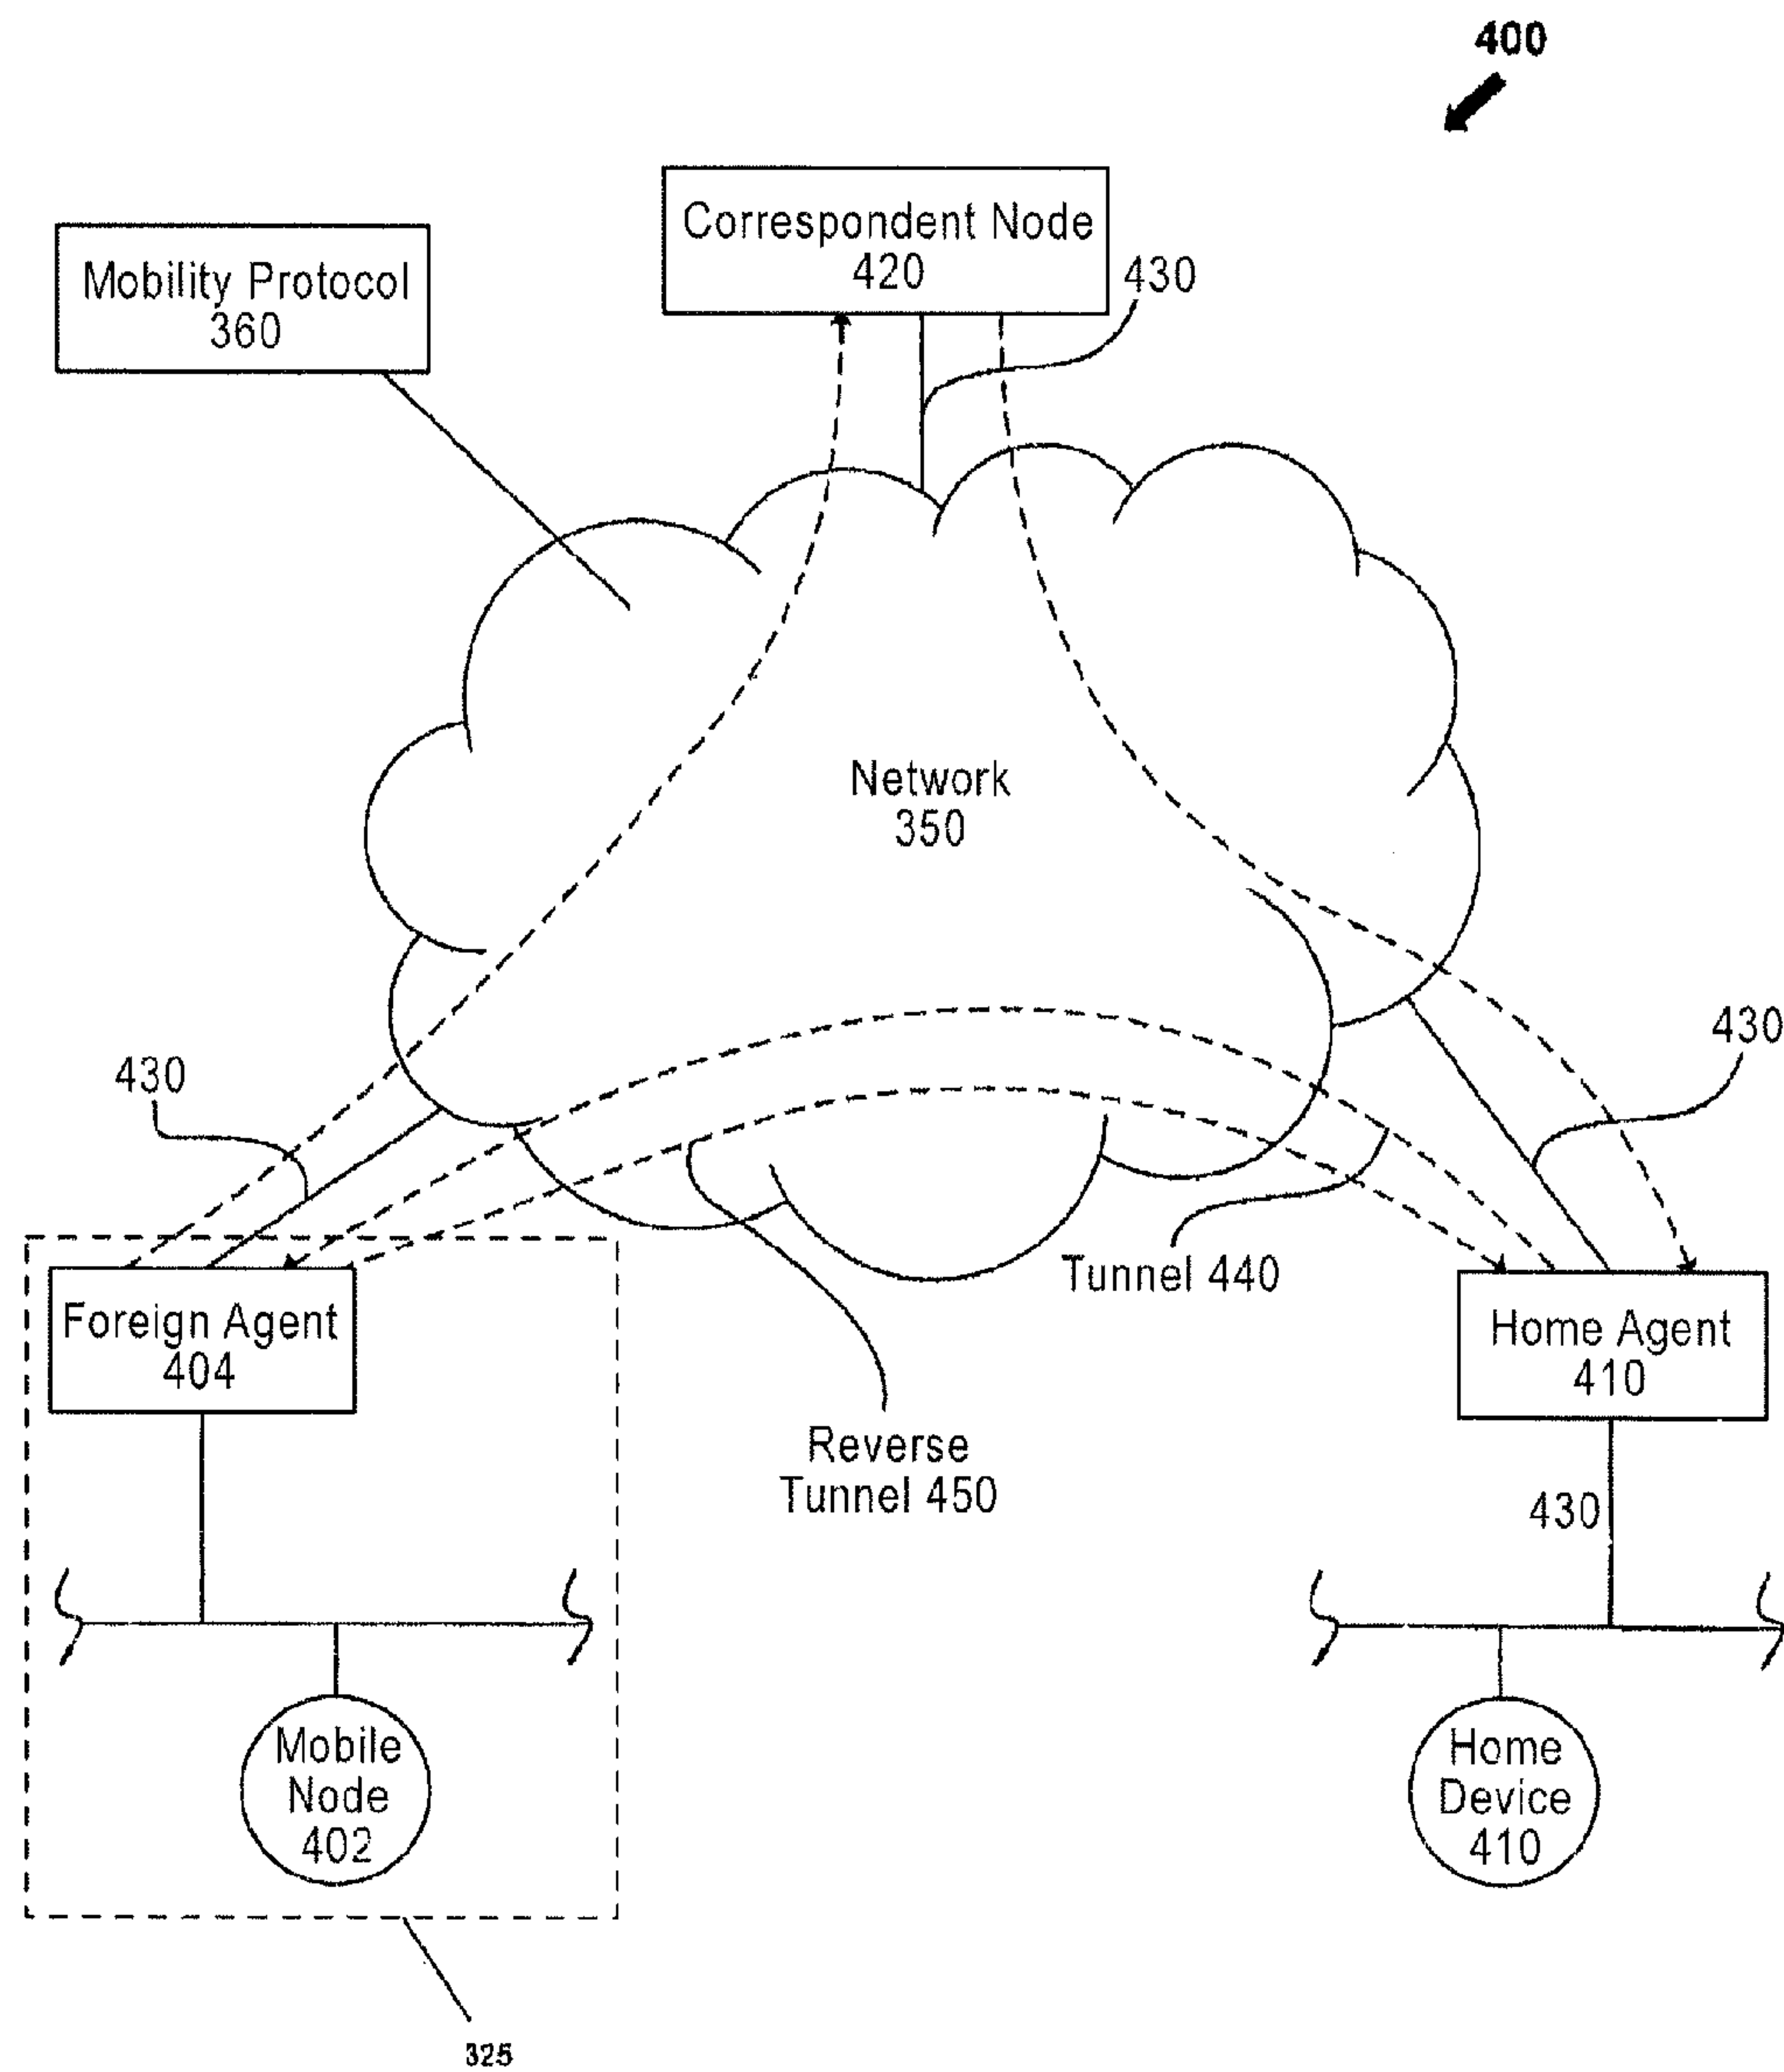 400
Correspondent Node
420
430
Mobility Protocol
360
Network
350
430
430
Tunnel 440
Foreign Agent
404
Home Agent
410
Reverse
Tunnel 450
430
Mobile
Node
402
Home
Device
410
325